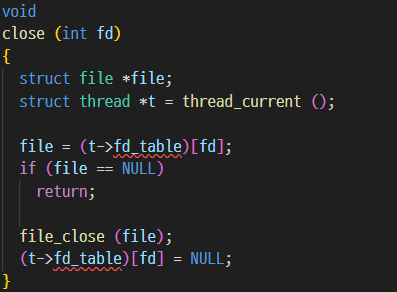 void
close (int fd)
{
  struct file *file;
  struct thread *t = thread_current ();

  file = (t->fd_table)[fd];
  if (file == NULL)
    return;

  file_close (file);
  (t->fd_table)[fd] = NULL;
}